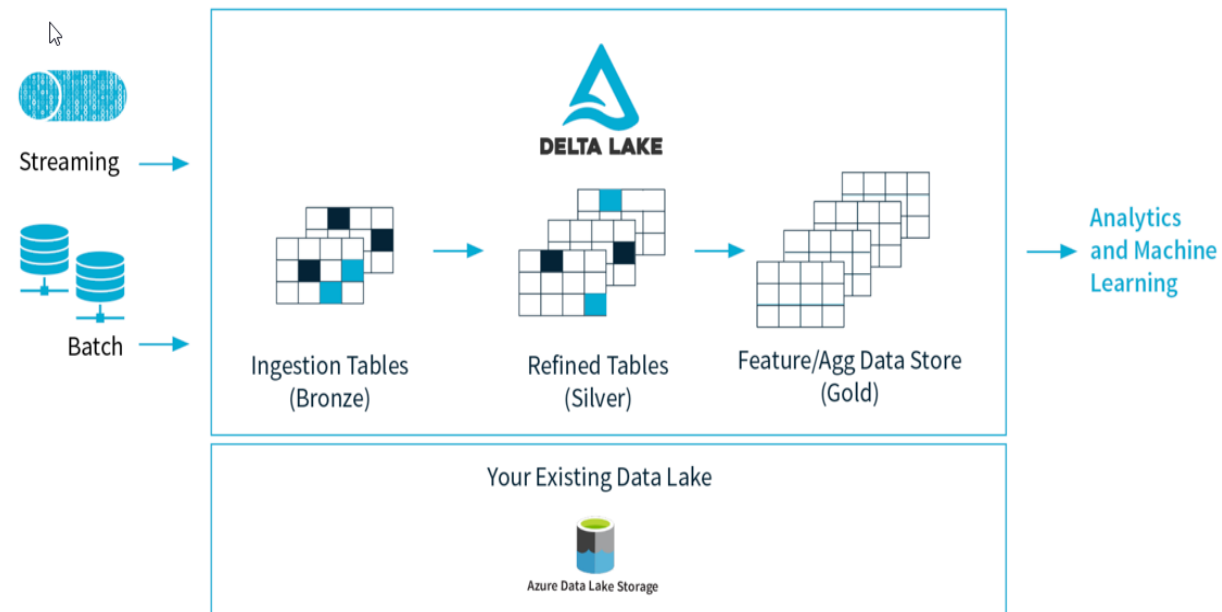 DELTA LAKE
Streaming
Batch
Ingestion Tables
(Bronze)
Refined Tables
(Silver)
Feature/Agg Data Store
(Gold)
Analytics
and Machine
Learning
Your Existing Data Lake
Azure Data Lake Storage